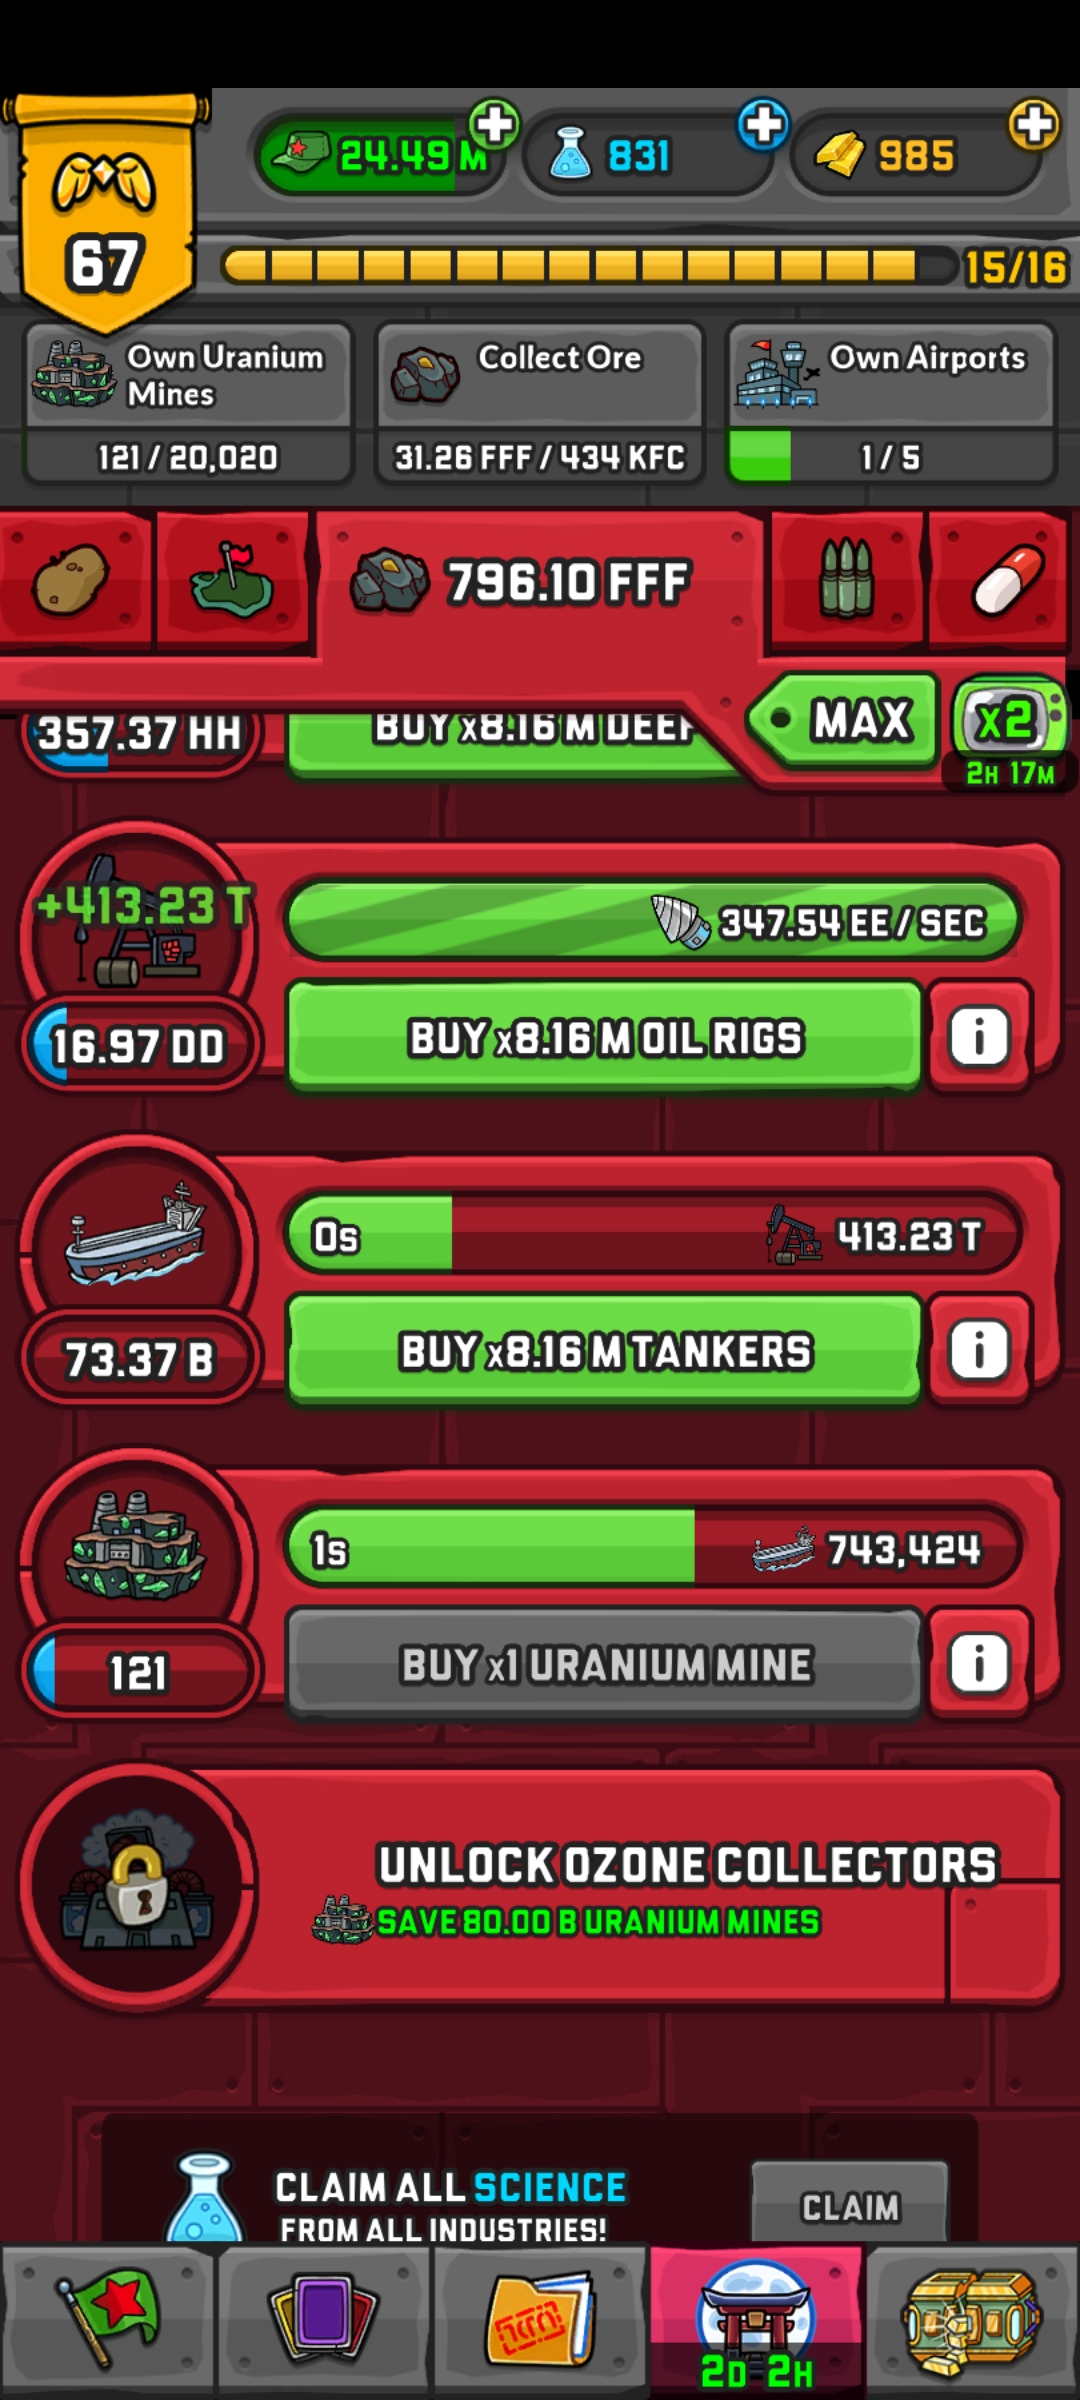 24.49 M
831
985
67
15/16
Own Uranium
Mines
121 / 20,020
Collect Ore
31.26 FFF / 434 KFC
Own Airports
1 / 5
796.10 FFF
MAX
x2
2H 17M
357.37 HH
BUY x8.16 M DEEP
+413.23 T
347.54 EE / SEC
16.97 DD
BUY x8.16 M OIL RIGS
0s
413.23 T
73.37 B
BUY x8.16 M TANKERS
1s
743,424
121
BUY x1 URANIUM MINE
UNLOCK OZONE COLLECTORS
SAVE 80.00 B URANIUM MINES
CLAIM ALL SCIENCE
FROM ALL INDUSTRIES!
CLAIM
2D 2H